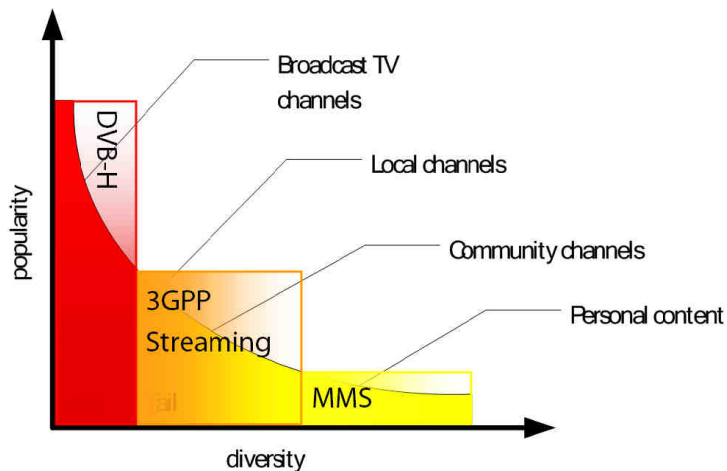 Broadcast TV
channels
DVB-H
Local channels
popularity
Community channels
3GPP
Streaming
Personal content
MMS
diversity